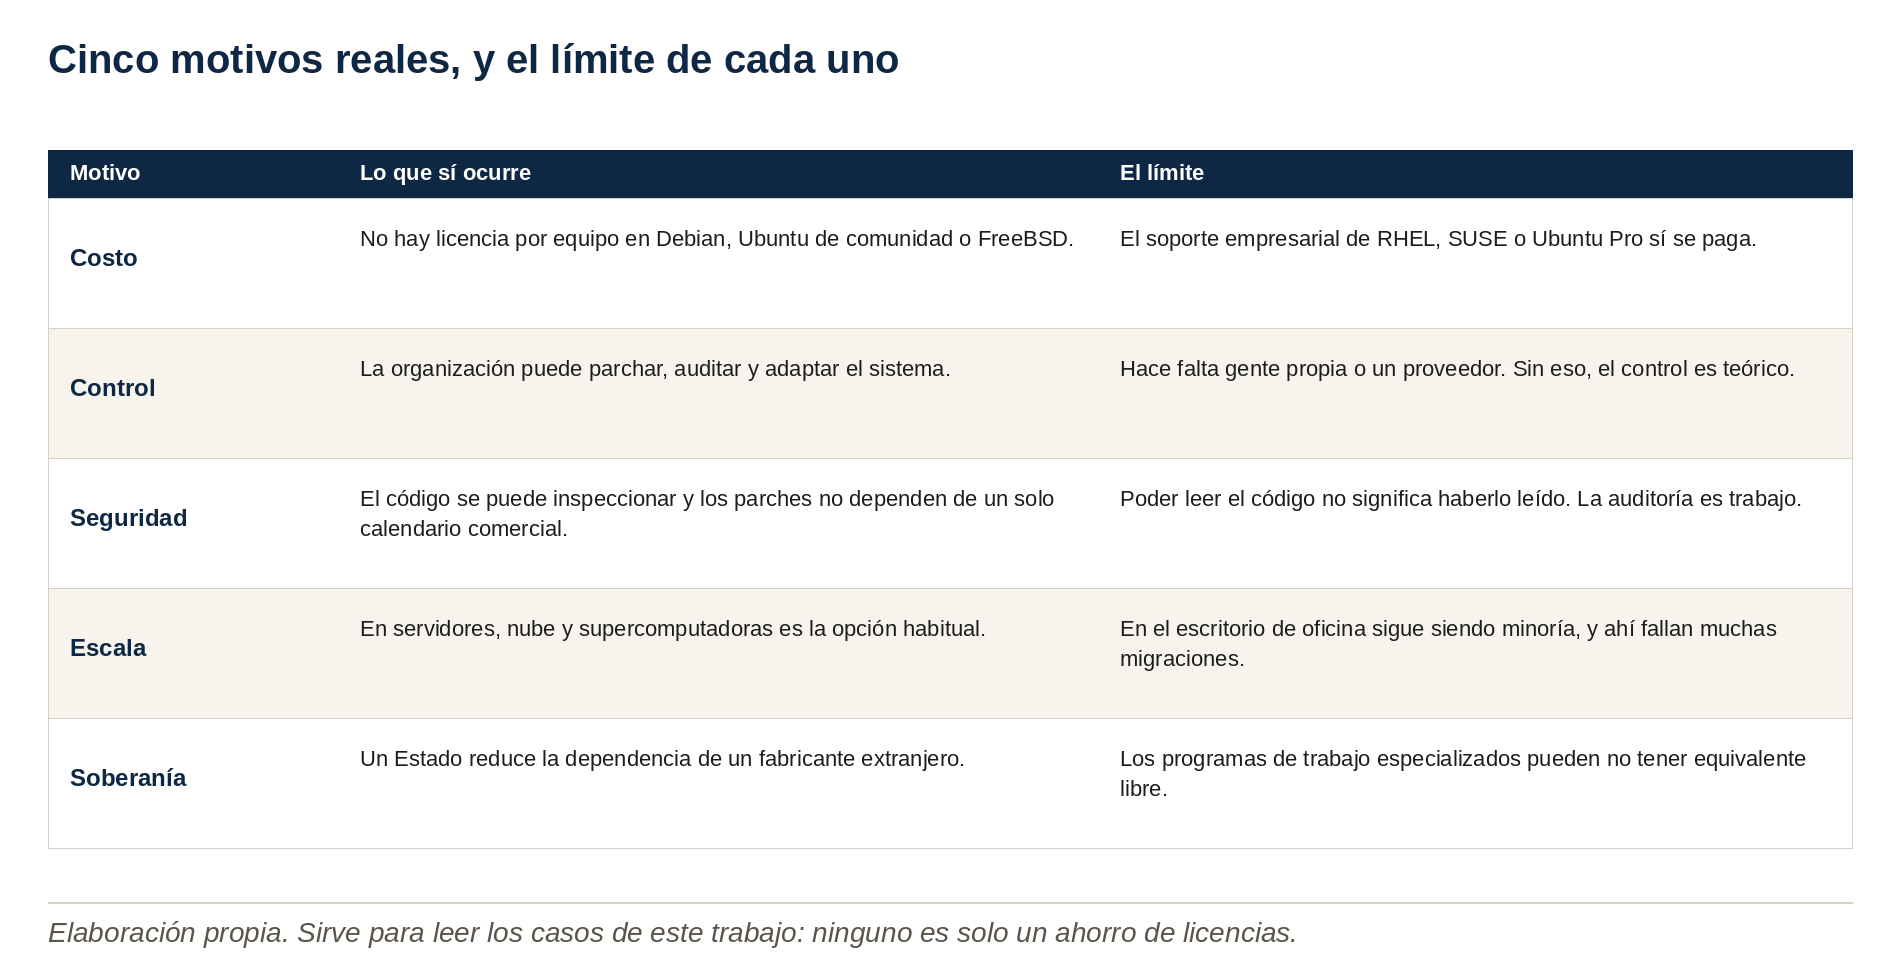 Cinco motivos reales, y el límite de cada uno
Motivo
Lo que sí ocurre
El límite
Costo
No hay licencia por equipo en Debian, Ubuntu de comunidad o FreeBSD.
El soporte empresarial de RHEL, SUSE o Ubuntu Pro sí se paga.
Control
La organización puede parchar, auditar y adaptar el sistema.
Hace falta gente propia o un proveedor. Sin eso, el control es teórico.
Seguridad
El código se puede inspeccionar y los parches no dependen de un solo
calendario comercial.
Poder leer el código no significa haberlo leído. La auditoría es trabajo.
Escala
En servidores, nube y supercomputadoras es la opción habitual.
En el escritorio de oficina sigue siendo minoría, y ahí fallan muchas
migraciones.
Soberanía
Un Estado reduce la dependencia de un fabricante extranjero.
Los programas de trabajo especializados pueden no tener equivalente
libre.
Elaboración propia. Sirve para leer los casos de este trabajo: ninguno es solo un ahorro de licencias.